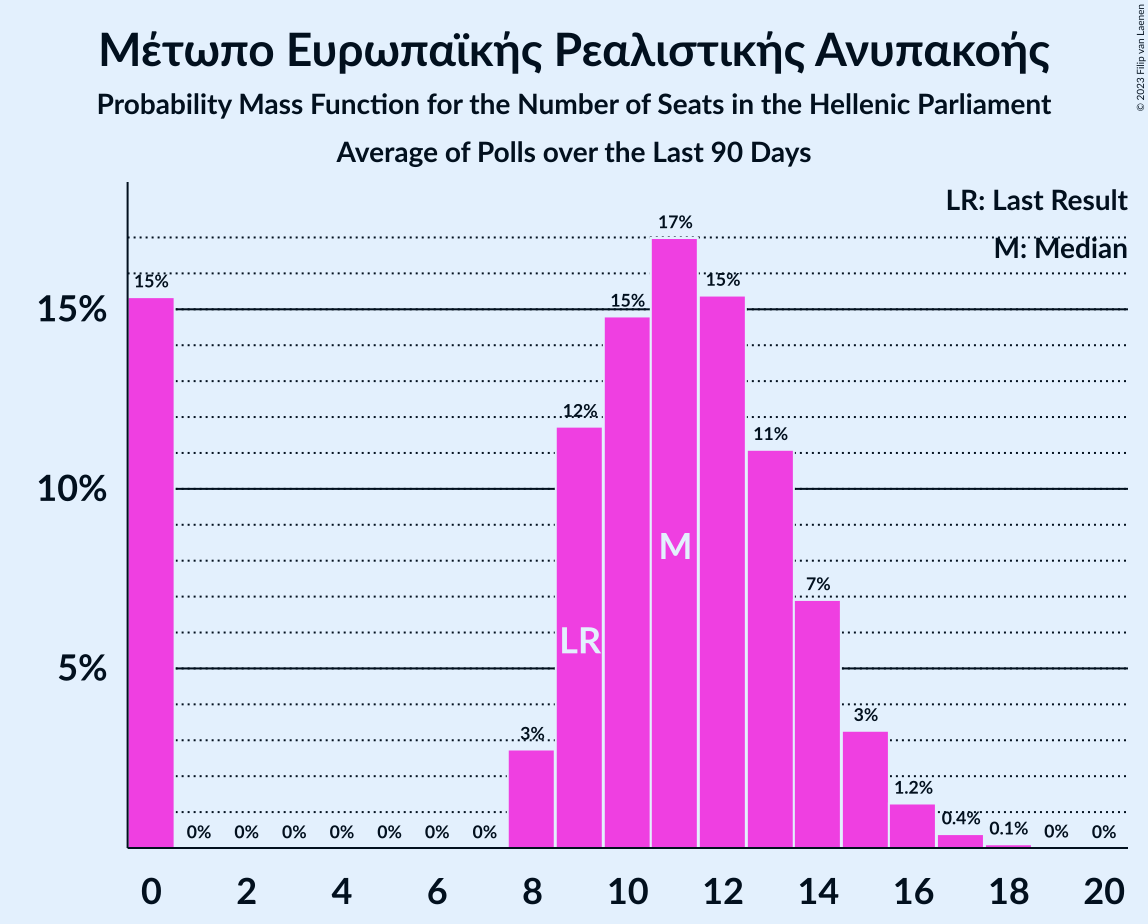 Μέτωπο Ευρωπαϊκής Ρεαλιστικής Ανυπακοής
Probability Mass Function for the Number of Seats in the Hellenic Parliament
Average of Polls over the Last 90 Days
© 2023 Filip van Laenen
LR: Last Result
M: Median
17%
15%
15%
15%
15%
12%
11%
10%
M
7%
LR
5%
3%
3%
1.2%
0.4%
0.1%
0% 0% 0% 0% 0% 0% 0% 0% 0%
0 2 4 6 8 10 12 14 16 18 20